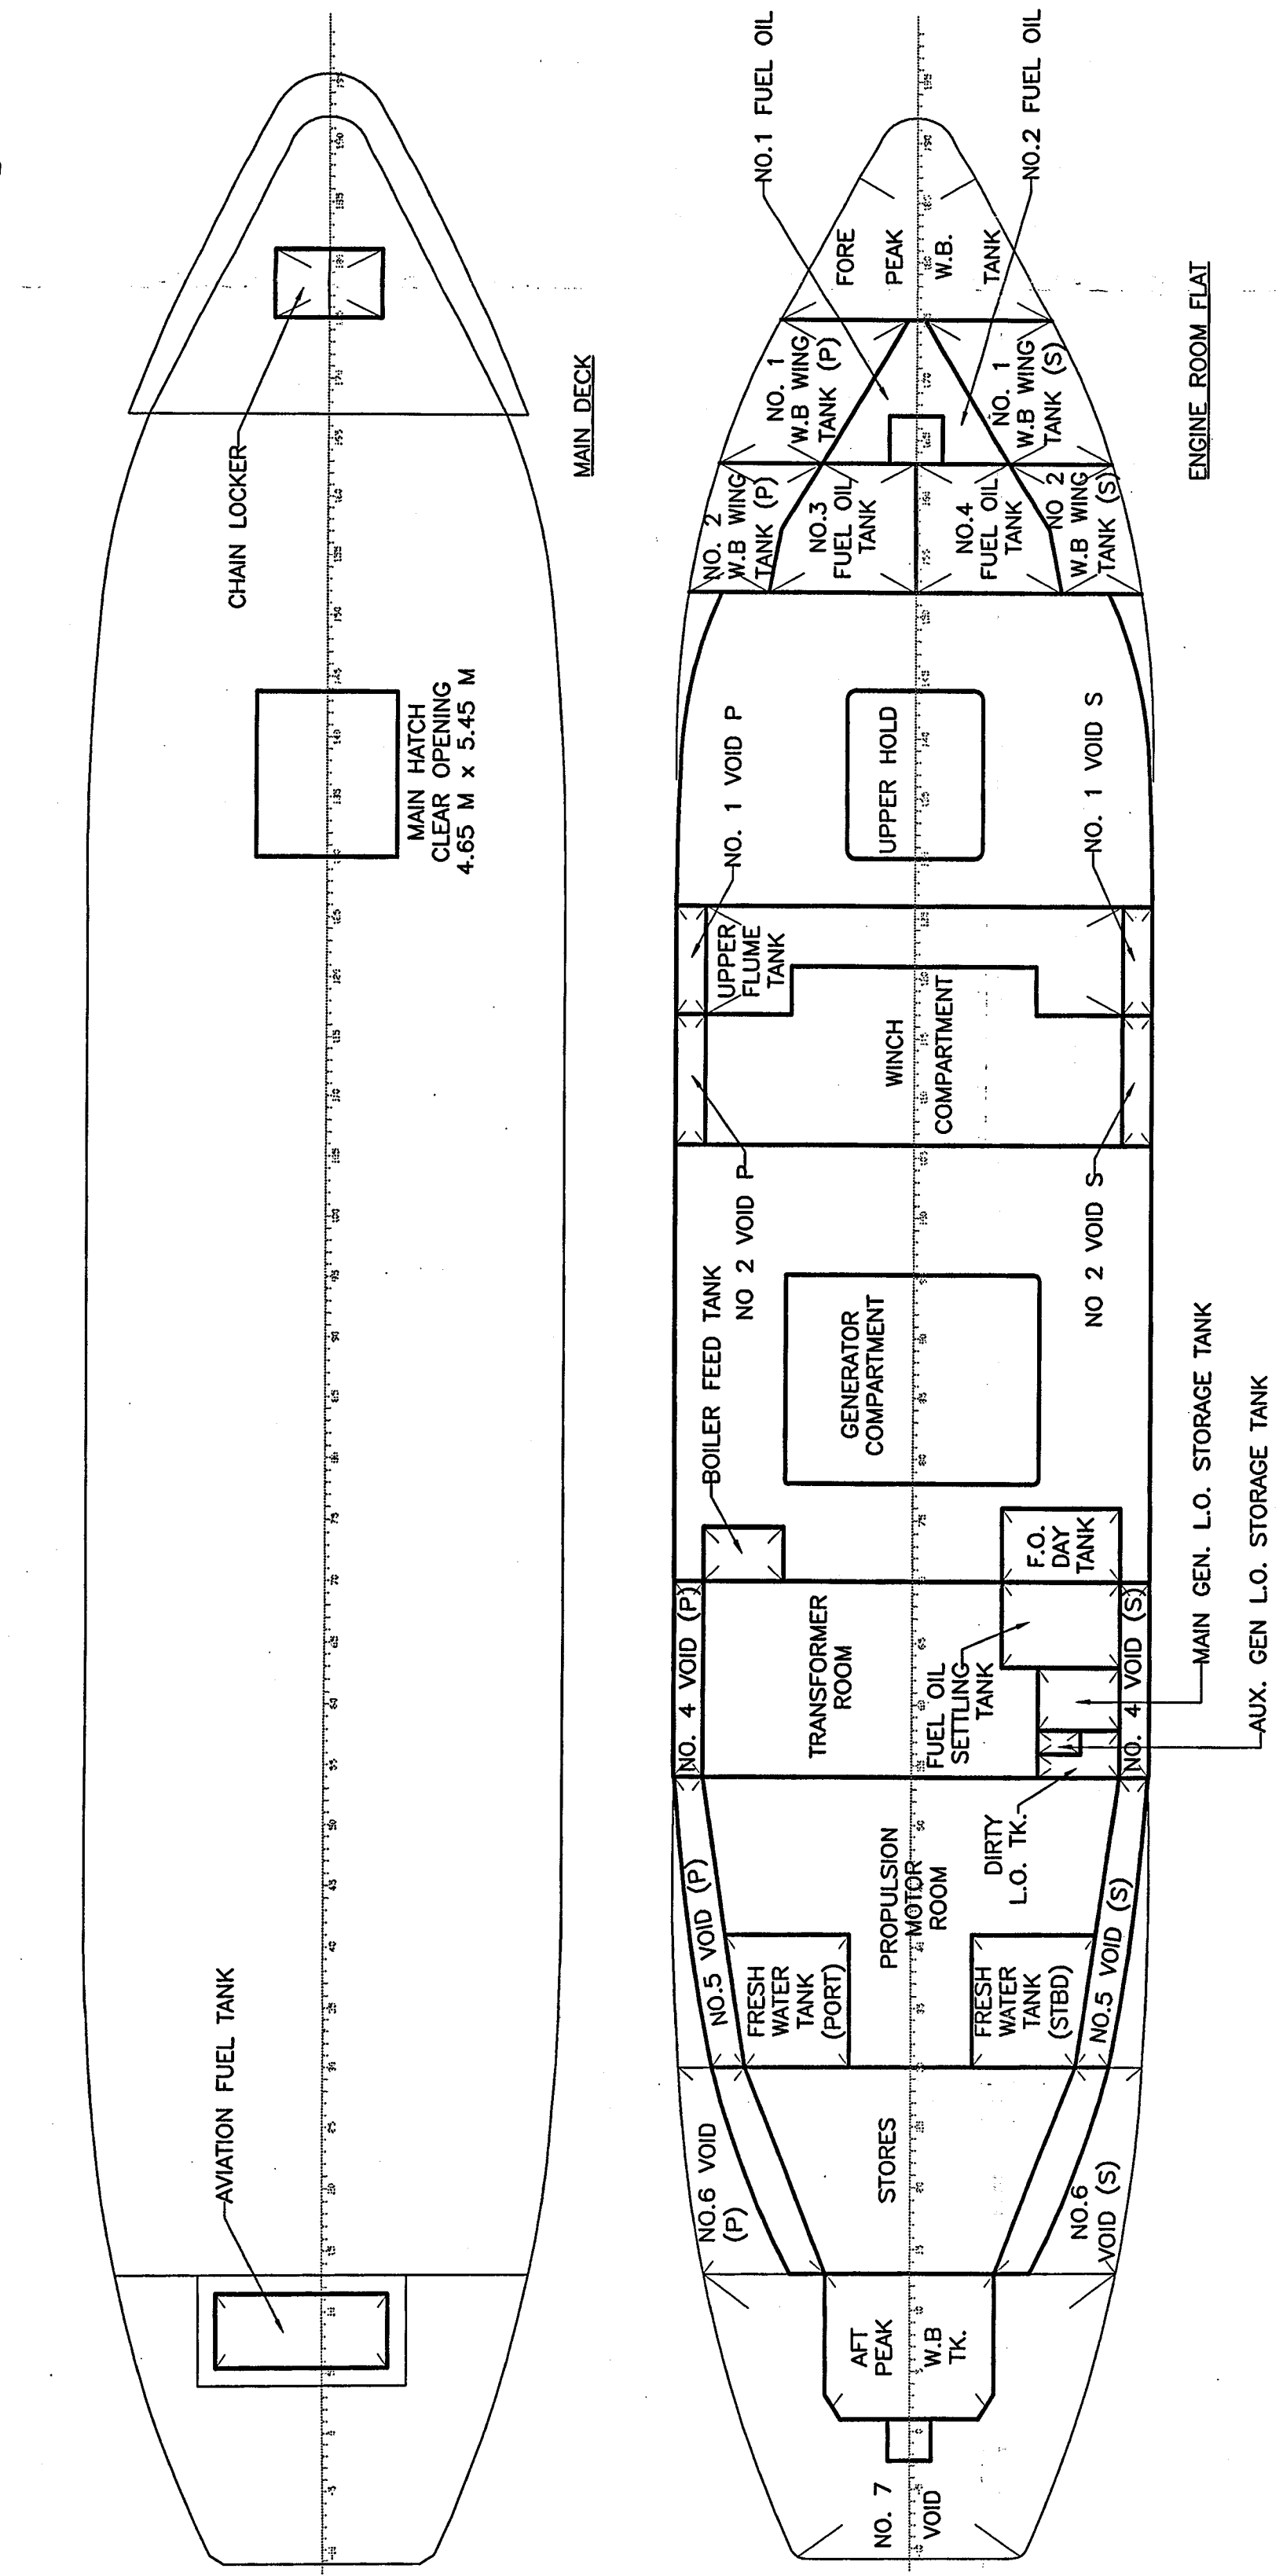 CHAIN LOCKER
MAIN HATCH
CLEAR OPENING
4.65 M x 5.45 M
AVIATION FUEL TANK
MAIN DECK
NO.1 FUEL OIL
NO.2 FUEL OIL
FORE
PEAK
W.B.
TANK
NO. 1
W.B WING
TANK (P)
NO. 1
W.B WING
TANK (S)
NO. 2
W.B WING
TANK (P)
NO.3
FUEL OIL
TANK
NO.4
FUEL OIL
TANK
NO 2
W.B WING
TANK (S)
UPPER HOLD
NO. 1 VOID P
NO. 1 VOID S
UPPER
FLUME
TANK
WINCH
COMPARTMENT
NO 2 VOID P
NO 2 VOID S
GENERATOR
COMPARTMENT
BOILER FEED TANK
F.O.
DAY
TANK
NO. 4 VOID (P)
TRANSFORMER
ROOM
FUEL OIL
SETTLING
TANK
NO. 4 VOID (S)
MAIN GEN. L.O. STORAGE TANK
AUX. GEN L.O. STORAGE TANK
DIRTY
L.O. TK.
PROPULSION
MOTOR
ROOM
NO.5 VOID (P)
NO.5 VOID (S)
FRESH
WATER
TANK
(PORT)
FRESH
WATER
TANK
(STBD)
STORES
NO.6 VOID
(P)
NO.6
VOID (S)
AFT
PEAK
W.B
TK.
NO. 7
VOID
ENGINE ROOM FLAT